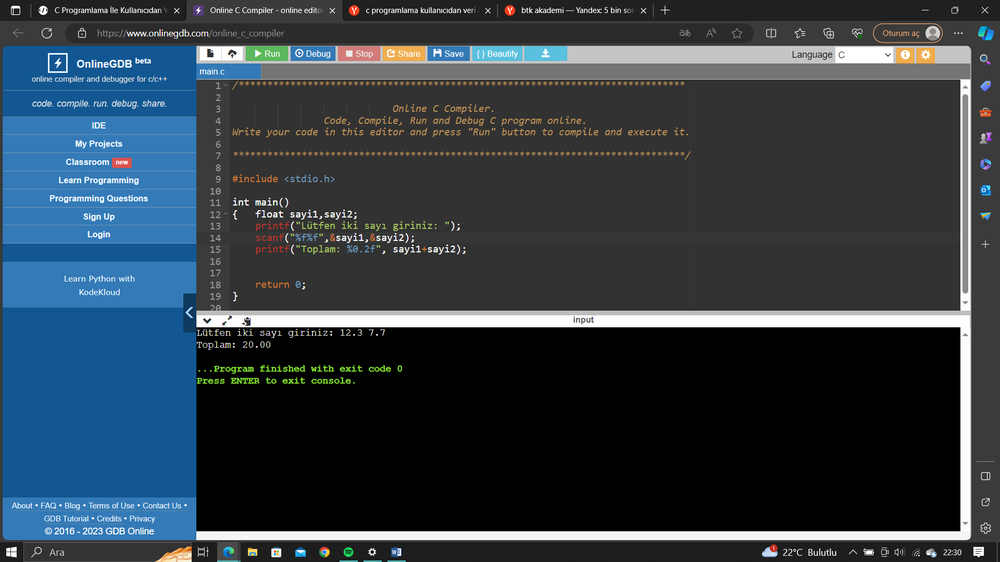 C Programlama İle Kullanıcıdan V
Online C Compiler - online edito
c programlama kullanıcıdan veri
btk akademi — Yandex: 5 bin son
https://www.onlinegdb.com/online_c_compiler
Oturum aç
OnlineGDB beta
online compiler and debugger for c/c++
code. compile. run. debug. share.
IDE
My Projects
Classroom new
Learn Programming
Programming Questions
Sign Up
Login
Learn Python with
KodeKloud
About • FAQ • Blog • Terms of Use • Contact Us •
GDB Tutorial • Credits • Privacy
© 2016 - 2023 GDB Online
Run Debug Stop Share Save { } Beautify
Language C
main.c
1 /******************************************************************************
2
3 Online C Compiler.
4 Code, Compile, Run and Debug C program online.
5 Write your code in this editor and press "Run" button to compile and execute it.
6
7 *******************************************************************************/
8
9 #include <stdio.h>
10
11 int main()
12 {   float sayi1,sayi2;
13     printf("Lütfen iki sayı giriniz: ");
14     scanf("%f%f",&sayi1,&sayi2);
15     printf("Toplam: %0.2f", sayi1+sayi2);
16
17
18     return 0;
19 }
20
input
Lütfen iki sayı giriniz: 12.3 7.7
Toplam: 20.00
...Program finished with exit code 0
Press ENTER to exit console.
Ara
1
22°C Bulutlu
22:30